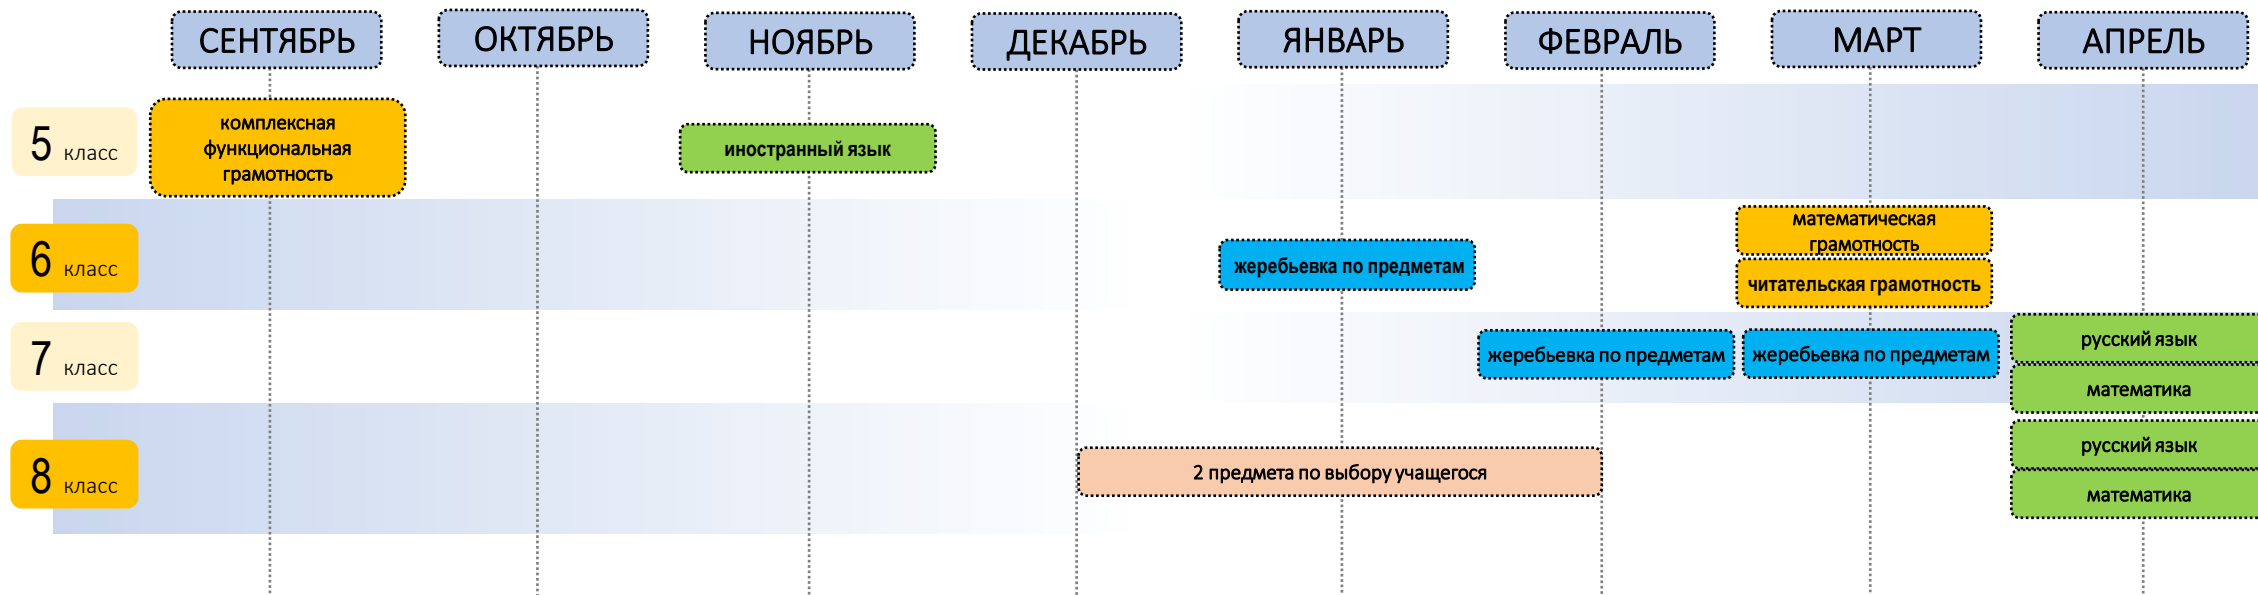 СЕНТЯБРЬ
ОКТЯБРЬ
НОЯБРЬ
ДЕКАБРЬ
ЯНВАРЬ
ФЕВРАЛЬ
МАРТ
АПРЕЛЬ
5 класс
комплексная
функциональная
грамотность
иностранный язык
6 класс
жеребьевка по предметам
математическая
грамотность
читательская грамотность
7 класс
жеребьевка по предметам
жеребьевка по предметам
русский язык
математика
8 класс
2 предмета по выбору учащегося
русский язык
математика